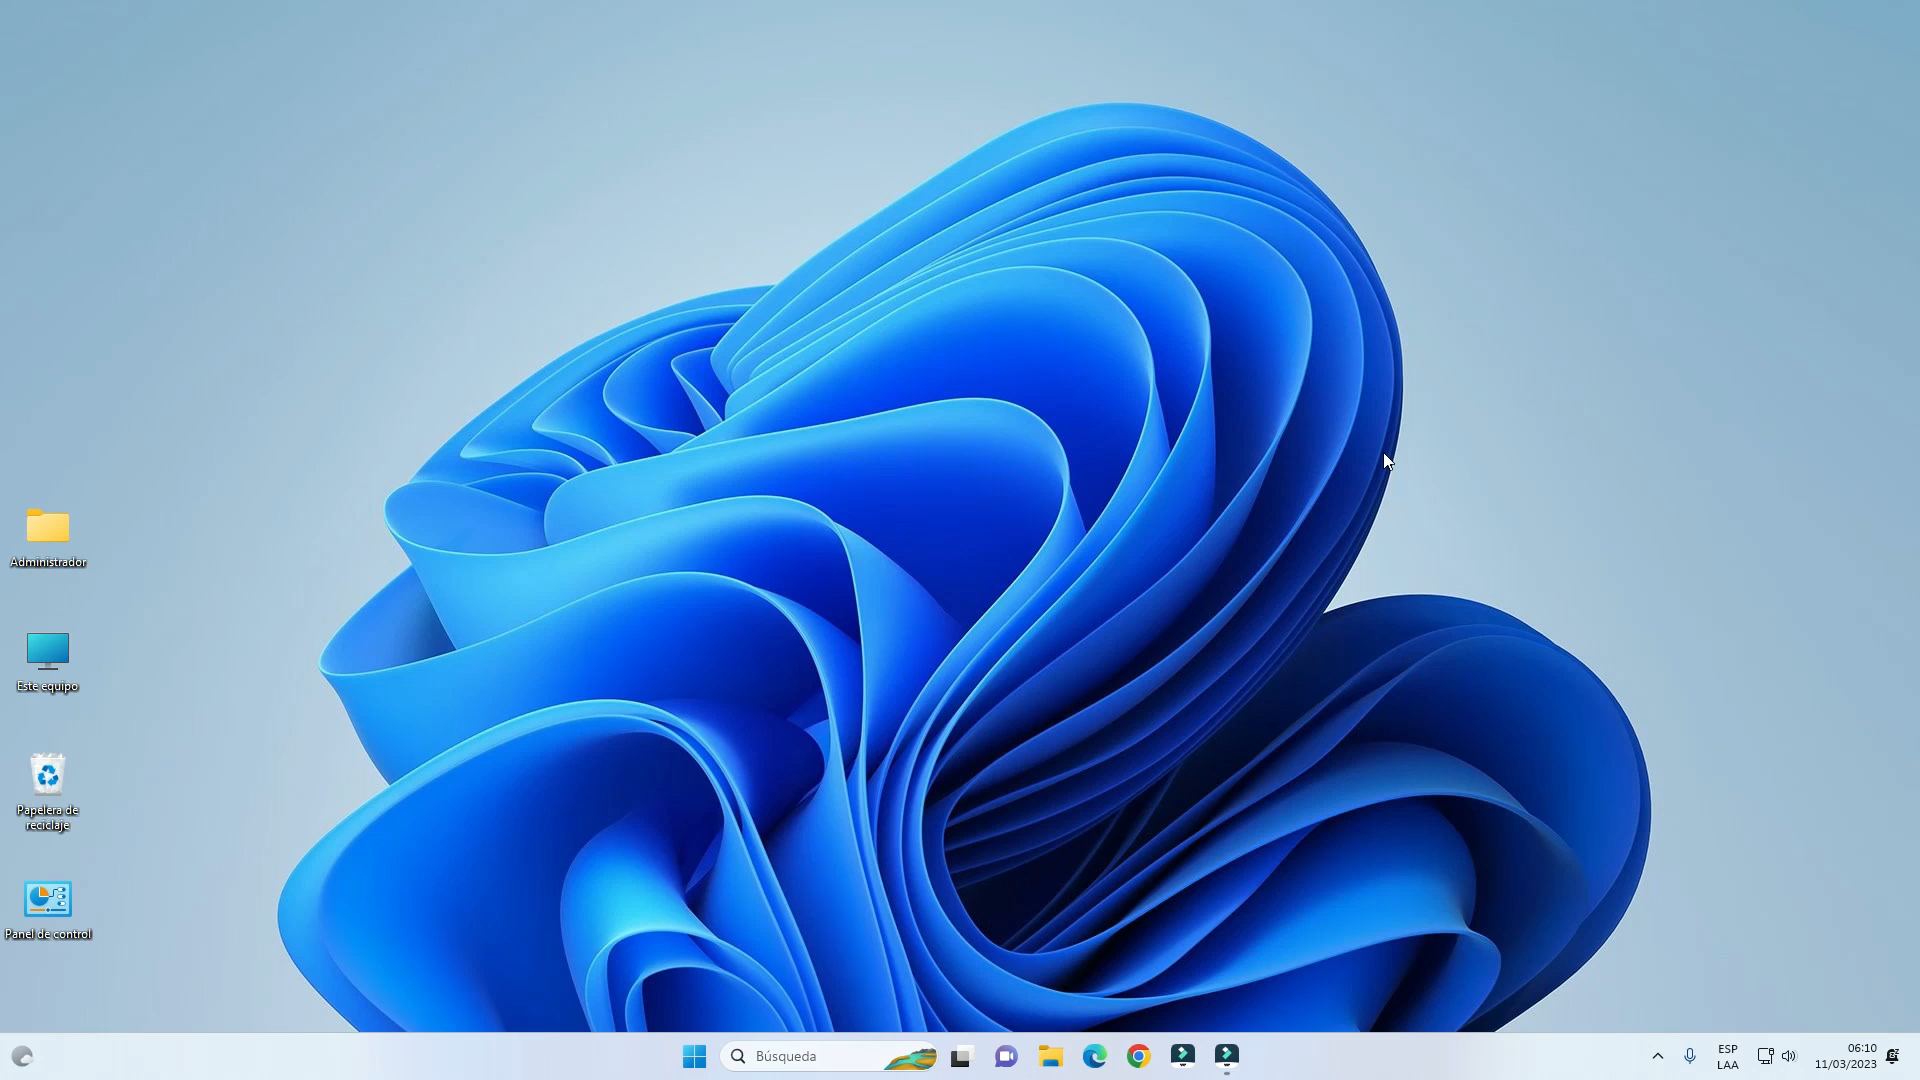 Administrador
Este equipo
Papelera de
reciclaje
Panel de control
Búsqueda
ESP
LAA
06:10
11/03/2023